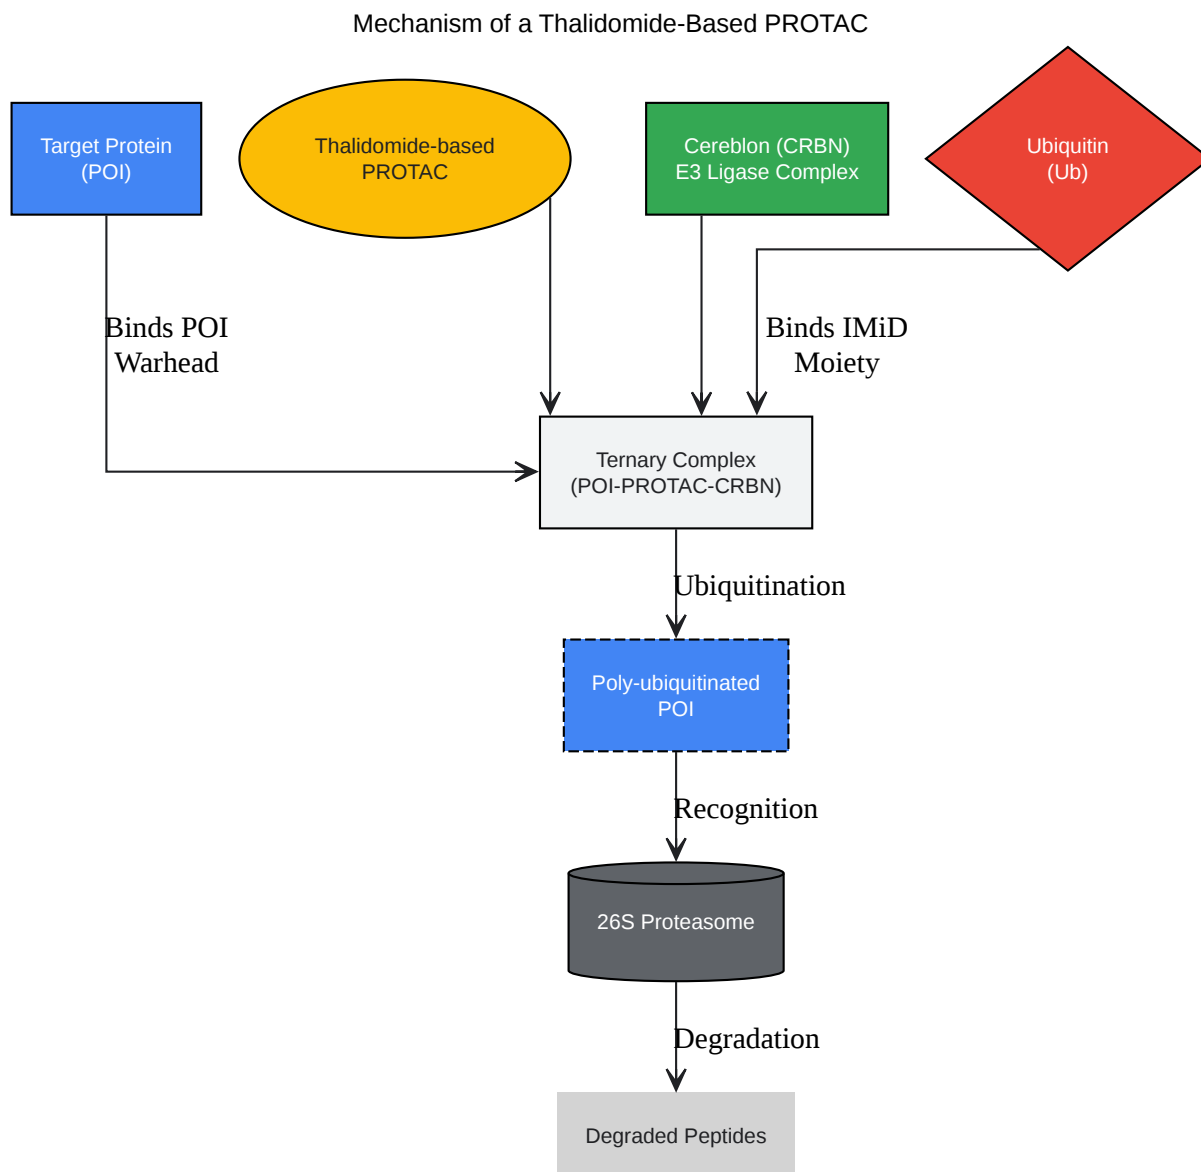 Mechanism of a Thalidomide-Based PROTAC
Target Protein
(POI)
Thalidomide-based
PROTAC
Cereblon (CRBN)
E3 Ligase Complex
Ubiquitin
(Ub)
Binds POI
Warhead
Binds IMiD
Moiety
Ternary Complex
(POI-PROTAC-CRBN)
Ubiquitination
Poly-ubiquitinated
POI
Recognition
26S Proteasome
Degradation
Degraded Peptides